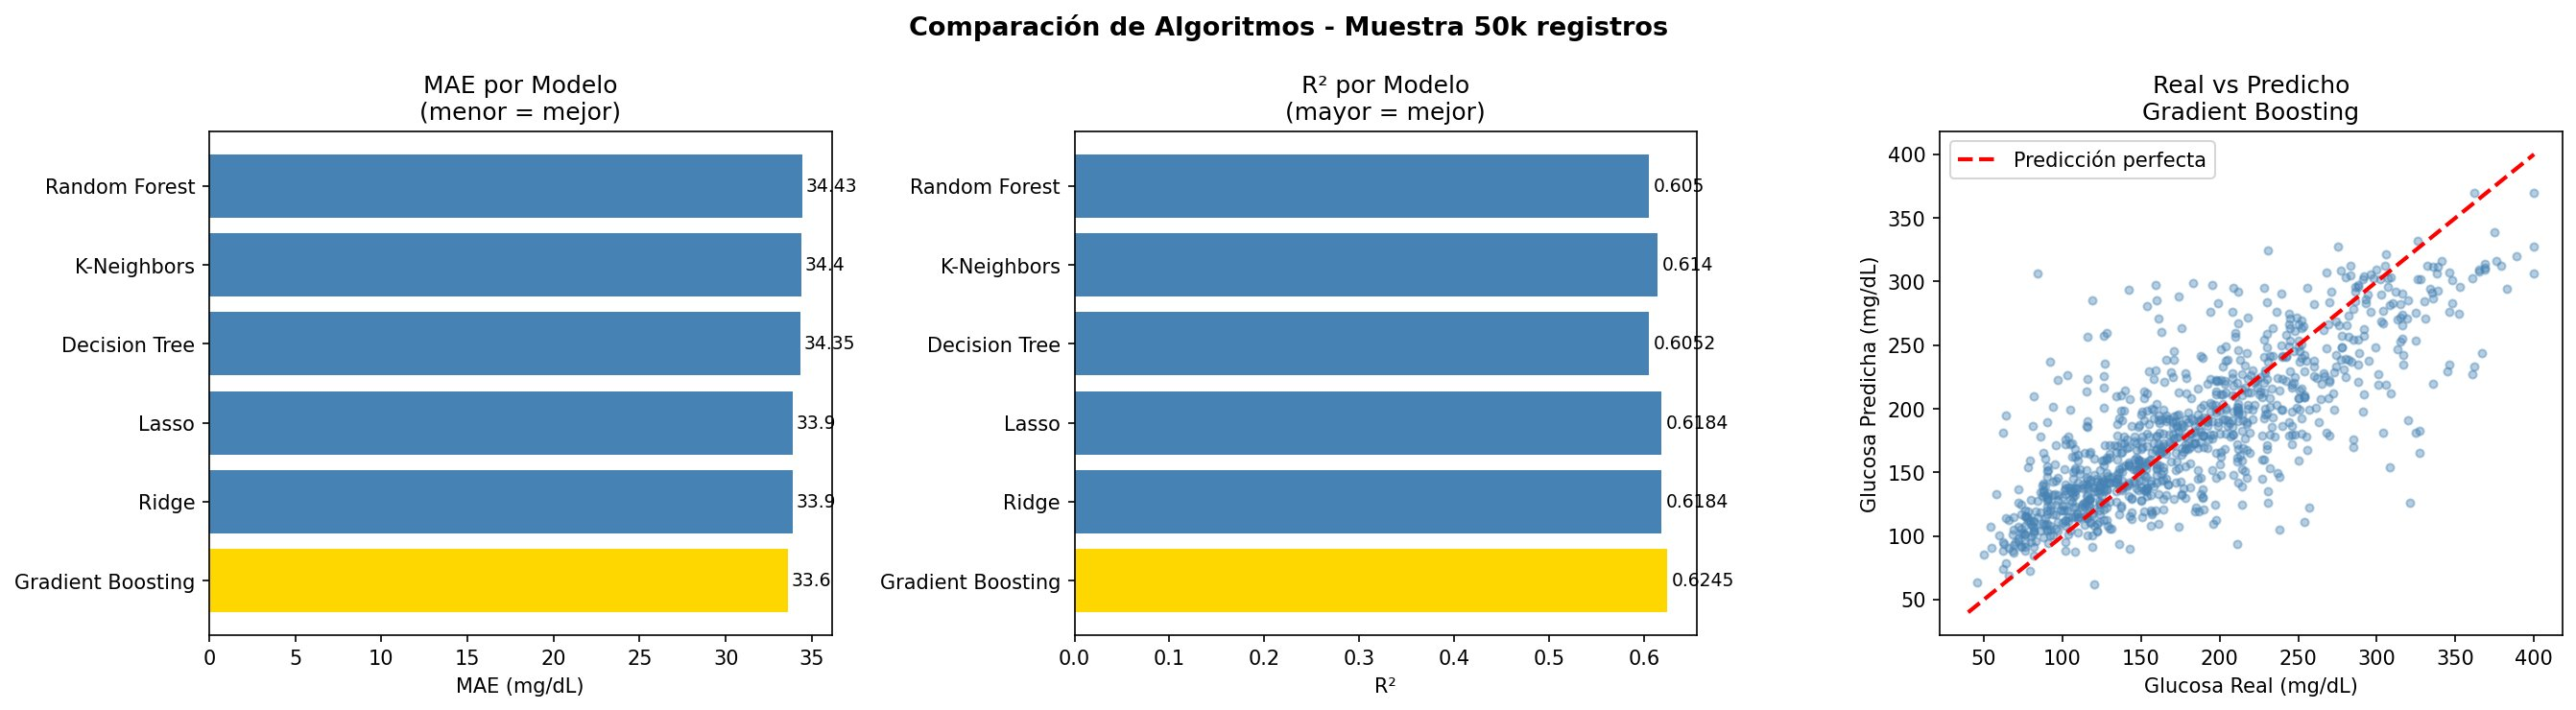 Comparación de Algoritmos - Muestra 50k registros
MAE por Modelo
(menor = mejor)
Random Forest
34.43
K-Neighbors
34.4
Decision Tree
34.35
Lasso
33.9
Ridge
33.9
Gradient Boosting
33.6
0 5 10 15 20 25 30 35
MAE (mg/dL)
R² por Modelo
(mayor = mejor)
Random Forest
0.605
K-Neighbors
0.614
Decision Tree
0.6052
Lasso
0.6184
Ridge
0.6184
Gradient Boosting
0.6245
0.0 0.1 0.2 0.3 0.4 0.5 0.6
R²
Real vs Predicho
Gradient Boosting
Predicción perfecta
Glucosa Predicha (mg/dL)
400
350
300
250
200
150
100
50
50 100 150 200 250 300 350 400
Glucosa Real (mg/dL)